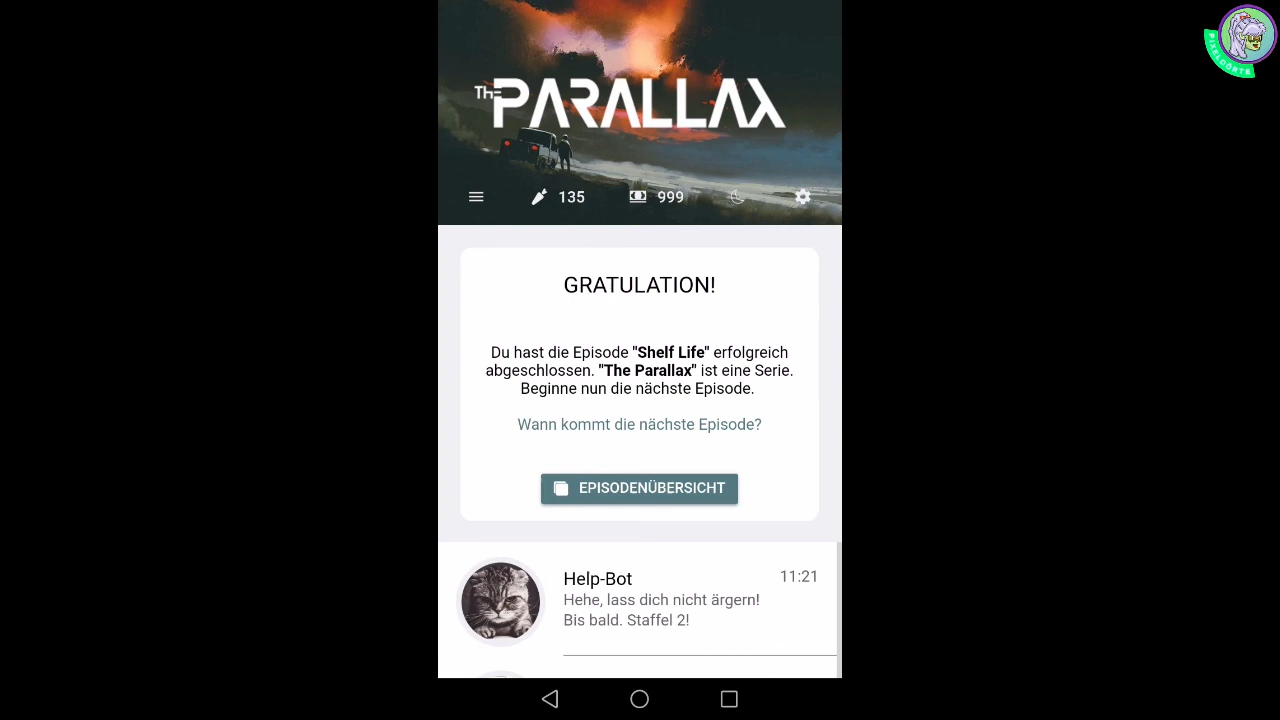 PIXELDÖRTE
The PARALLAX
135 999
GRATULATION!
Du hast die Episode "Shelf Life" erfolgreich
abgeschlossen. "The Parallax" ist eine Serie.
Beginne nun die nächste Episode.
Wann kommt die nächste Episode?
EPISODENÜBERSICHT
Help-Bot 11:21
Hehe, lass dich nicht ärgern!
Bis bald. Staffel 2!